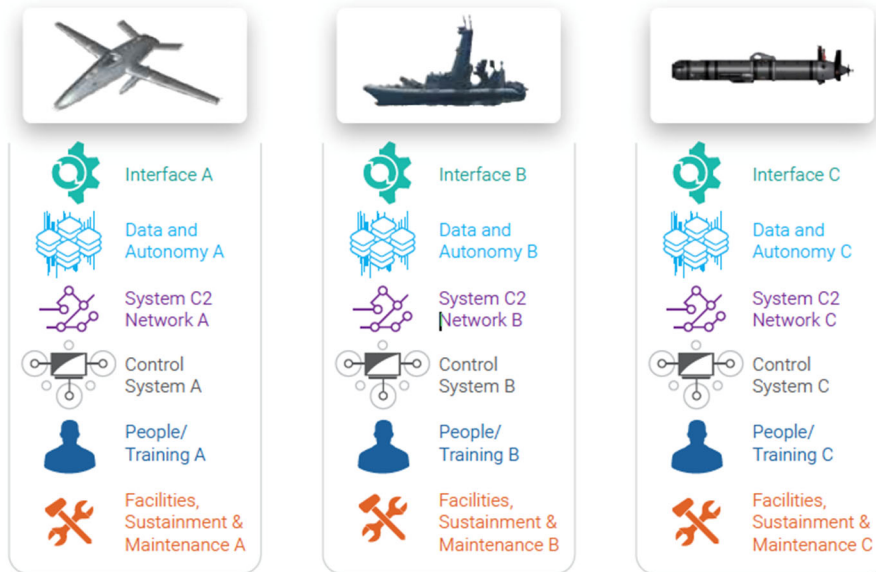 Interface A
Data and
Autonomy A
System C2
Network A
Control
System A
People/
Training A
Facilities,
Sustainment &
Maintenance A
Interface B
Data and
Autonomy B
System C2
Network B
Control
System B
People/
Training B
Facilities,
Sustainment &
Maintenance B
Interface C
Data and
Autonomy C
System C2
Network C
Control
System C
People/
Training C
Facilities,
Sustainment &
Maintenance C